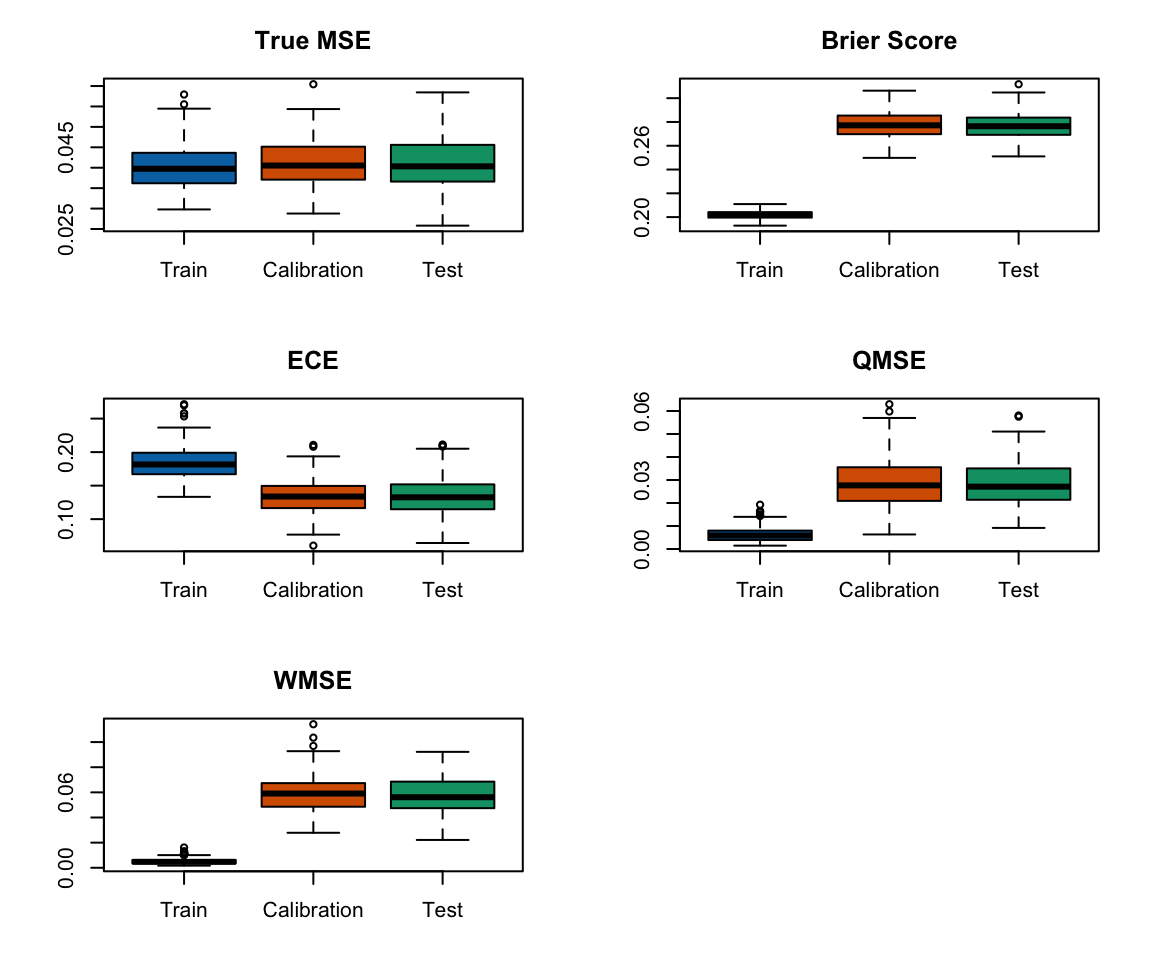 True MSE
0.045
0.025
Train Calibration Test
Brier Score
0.26
0.20
Train Calibration Test
ECE
0.20
0.10
Train Calibration Test
QMSE
0.06
0.03
0.00
Train Calibration Test
WMSE
0.06
0.00
Train Calibration Test